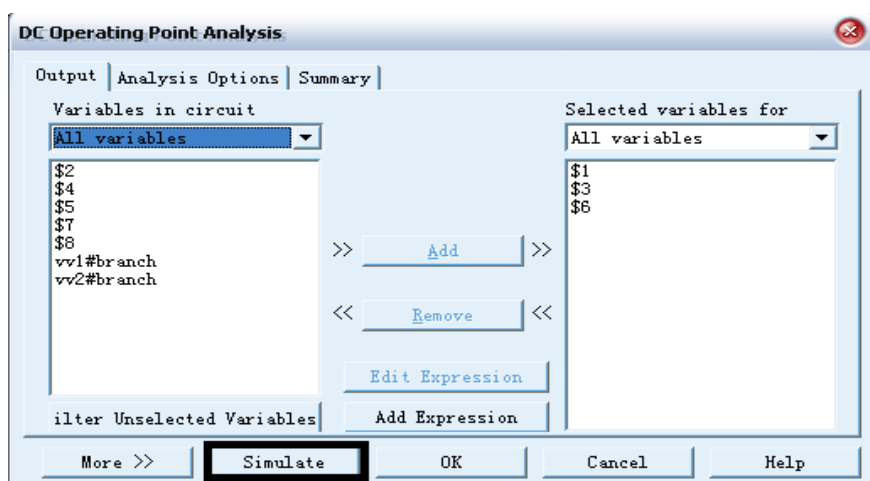 DC Operating Point Analysis
Output Analysis Options Summary
Variables in circuit
All variables
$2
$4
$5
$7
$8
vv1#branch
vv2#branch
ilter Unselected Variables
>> Add >>
<< Remove <<
Edit Expression
Add Expression
Selected variables for
All variables
$1
$3
$6
More >> Simulate OK Cancel Help